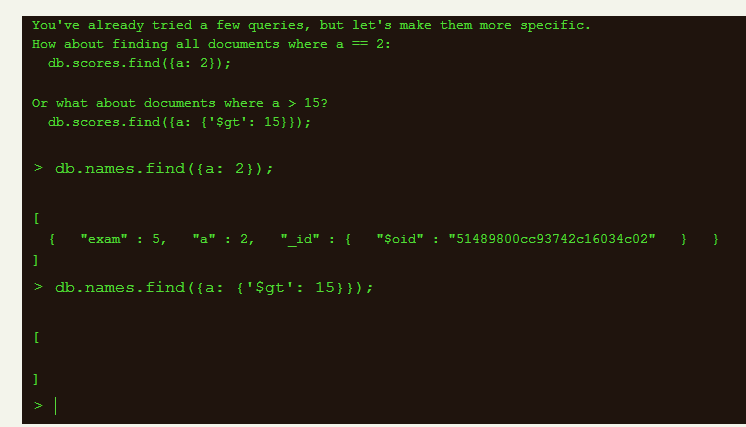 You've already tried a few queries, but let's make them more specific.
How about finding all documents where a == 2:
  db.scores.find({a: 2});
Or what about documents where a > 15?
  db.scores.find({a: {'$gt': 15}});
> db.names.find({a: 2});
[
  {   "exam" : 5,   "a" : 2,   "_id" : {   "$oid" : "51489800cc93742c16034c02"   }   }
]
> db.names.find({a: {'$gt': 15}});
[
]
>